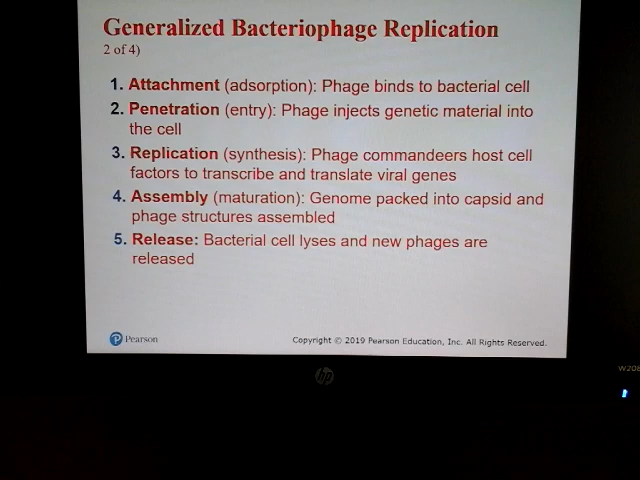 Generalized Bacteriophage Replication
2 of 4)
1. Attachment (adsorption): Phage binds to bacterial cell
2. Penetration (entry): Phage injects genetic material into
the cell
3. Replication (synthesis): Phage commandeers host cell
factors to transcribe and translate viral genes
4. Assembly (maturation): Genome packed into capsid and
phage structures assembled
5. Release: Bacterial cell lyses and new phages are
released
P Pearson
Copyright © 2019 Pearson Education, Inc. All Rights Reserved.
hp